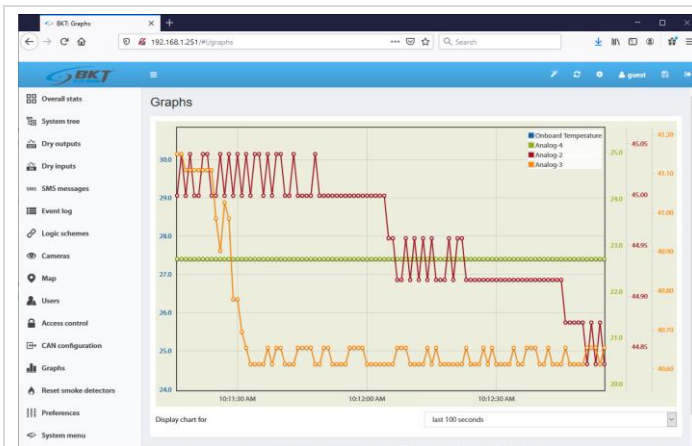 BKT: Graphs
192.168.1.251/#!/graphs
Search
BKT
guest
Overall stats
System tree
Dry outputs
Dry inputs
SMS SMS messages
Event log
Logic schemes
Cameras
Map
Users
Access control
CAN configuration
Graphs
Reset smoke detectors
Preferences
System menu
Graphs
Onboard Temperature
Analog-4
Analog-2
Analog-3
30.0
29.0
28.0
27.0
26.0
25.0
24.0
25.0
24.0
23.0
22.0
21.0
20.0
45.05
45.00
44.95
44.90
44.85
41.20
41.10
41.00
40.90
40.80
40.70
40.60
10:11:30 AM
10:12:00 AM
10:12:30 AM
Display chart for
last 100 seconds